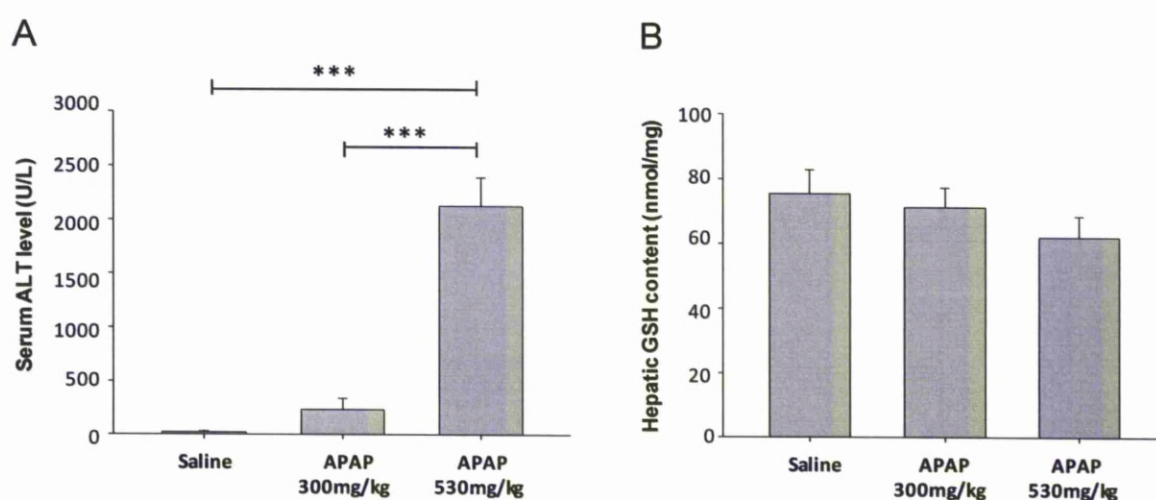 A
Serum ALT level (U/L)
3000
2500
2000
1500
1000
500
0
***
***
Saline
APAP
300mg/kg
APAP
530mg/kg
B
Hepatic GSH content (nmol/mg)
100
80
60
40
20
0
Saline
APAP
300mg/kg
APAP
530mg/kg